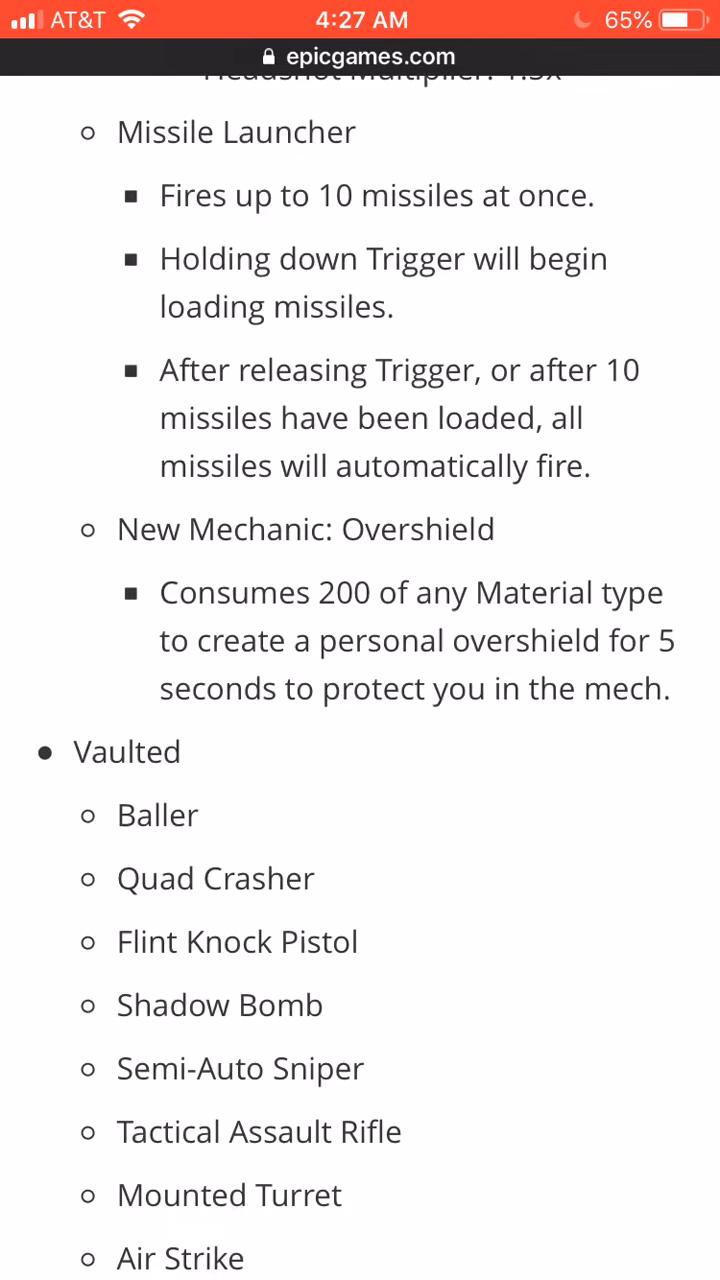 AT&T 4:27 AM 65%
epicgames.com
Headshot Multiplier: 1.5x
Missile Launcher
Fires up to 10 missiles at once.
Holding down Trigger will begin
loading missiles.
After releasing Trigger, or after 10
missiles have been loaded, all
missiles will automatically fire.
New Mechanic: Overshield
Consumes 200 of any Material type
to create a personal overshield for 5
seconds to protect you in the mech.
Vaulted
Baller
Quad Crasher
Flint Knock Pistol
Shadow Bomb
Semi-Auto Sniper
Tactical Assault Rifle
Mounted Turret
Air Strike